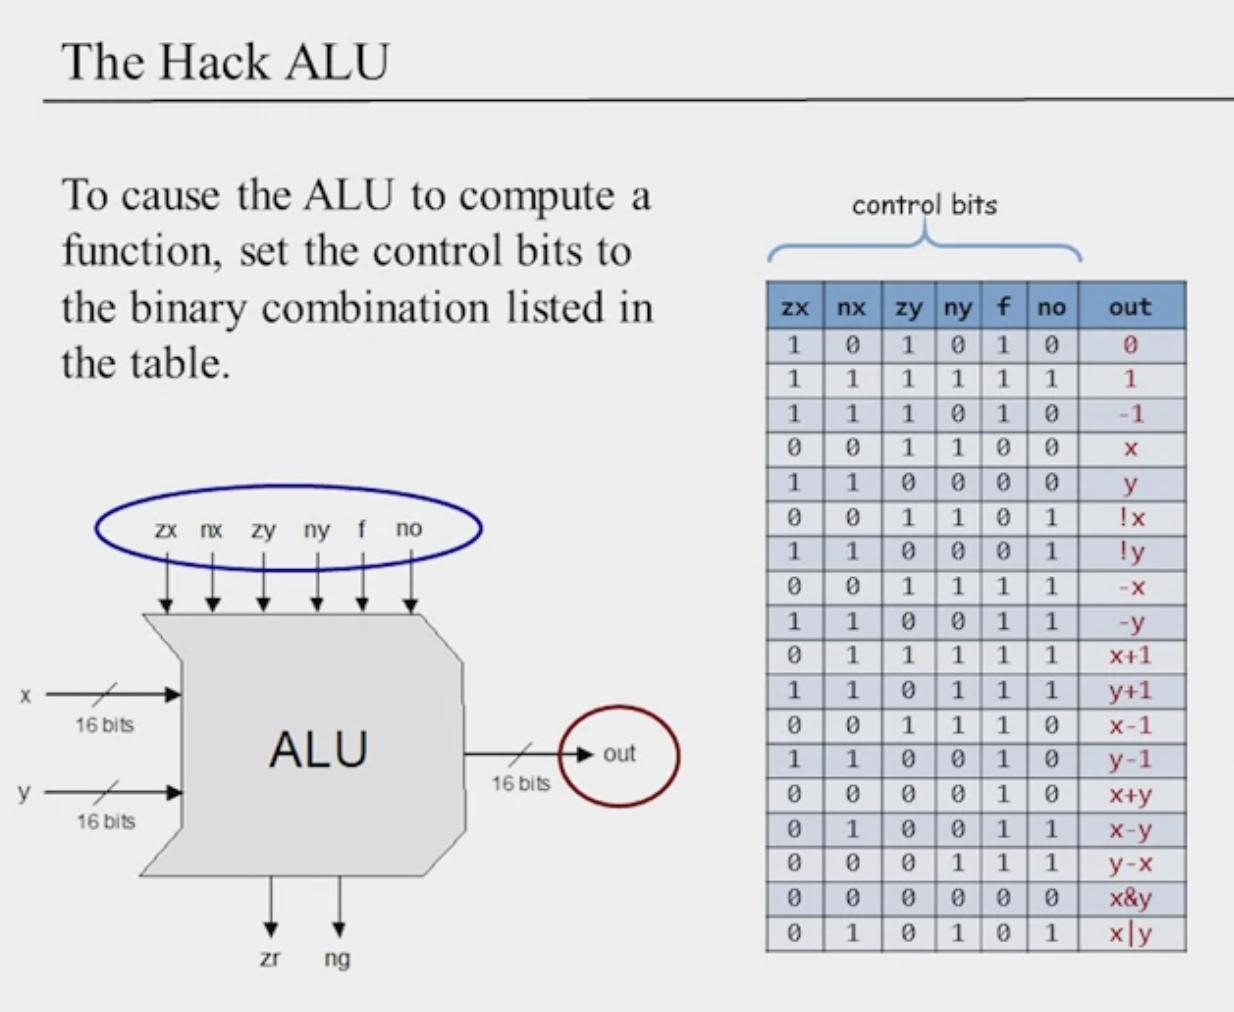 The Hack ALU
To cause the ALU to compute a
function, set the control bits to
the binary combination listed in
the table.
control bits
zx nx zy ny f no out
1 0 1 0 1 0 0
1 1 1 1 1 1 1
1 1 1 0 1 0 -1
0 0 1 1 0 0 x
1 1 0 0 0 0 y
0 0 1 1 0 1 !x
1 1 0 0 0 1 !y
0 0 1 1 1 1 -x
1 1 0 0 1 1 -y
0 1 1 1 1 1 x+1
1 1 0 1 1 1 y+1
0 0 1 1 1 0 x-1
1 1 0 0 1 0 y-1
0 0 0 0 1 0 x+y
0 1 0 0 1 1 x-y
0 0 0 1 1 1 y-x
0 0 0 0 0 0 x&y
0 1 0 1 0 1 x|y
zx nx zy ny f no
x
16 bits
y
16 bits
ALU
out
16 bits
zr ng